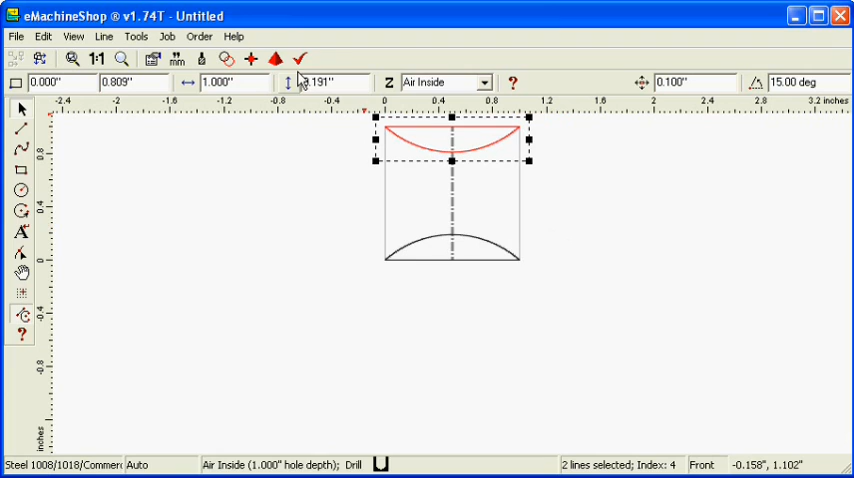 eMachineShop ® v1.74T - Untitled
File Edit View Line Tools Job Order Help
1:1 mm
0.000" 0.809" 1.000" .191" Z Air Inside ? 0.100" 15.00 deg
-2.4 -2 -1.6 -1.2 -0.8 -0.4 0 0.4 0.8 1.2 1.6 2 2.4 2.8 3.2 inches
0.8
0.4
0
-0.4
-0.8
inches
A
?
Steel 1008/1018/Commerc Auto Air Inside (1.000" hole depth); Drill 2 lines selected; Index: 4 Front -0.158", 1.102"